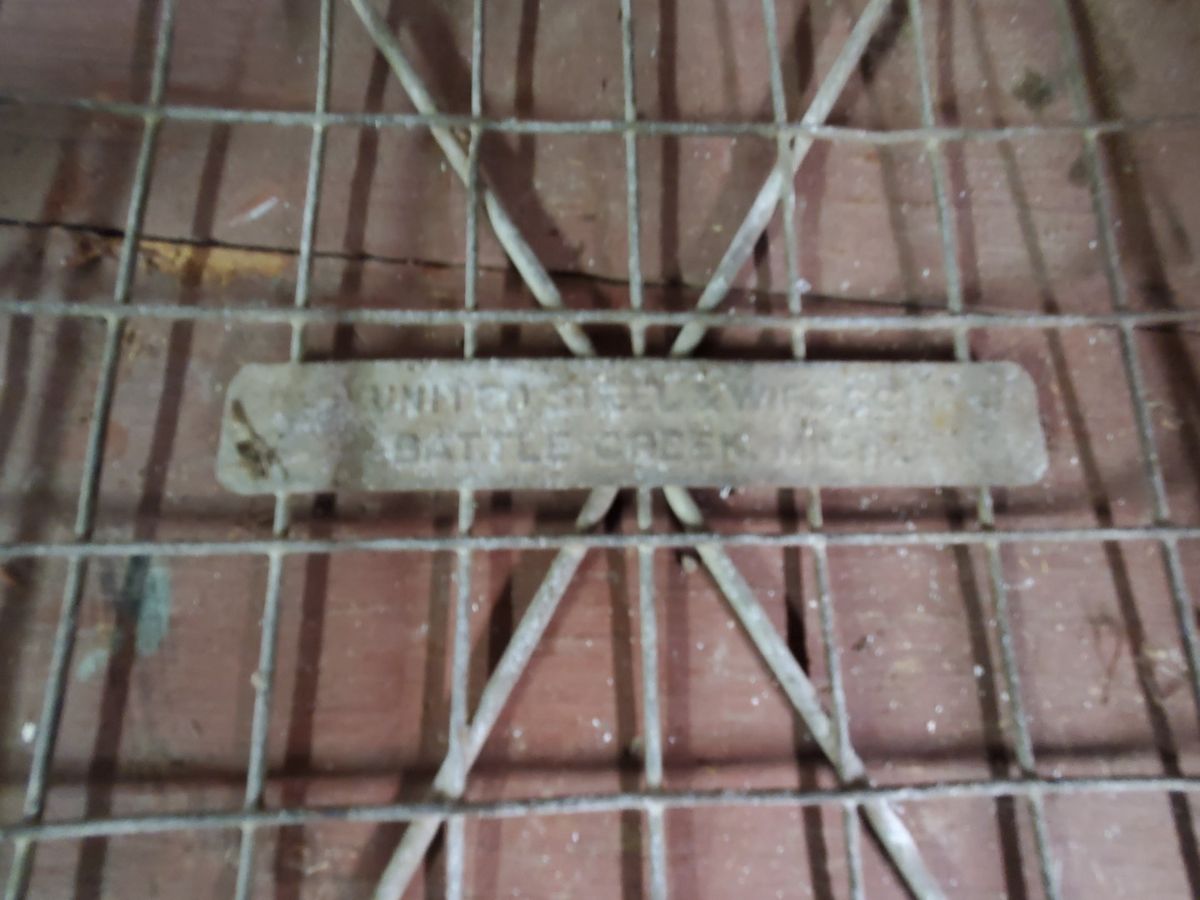 UNITED STEEL & WIRE CO.
BATTLE CREEK, MICH.